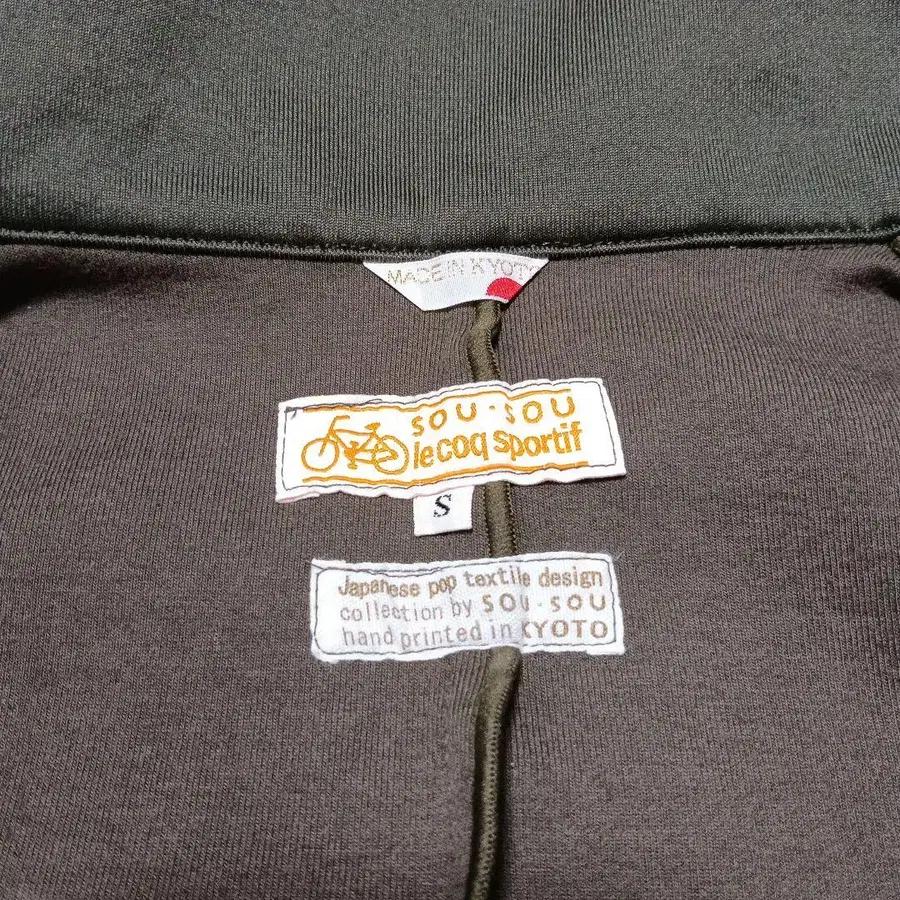 MADE IN KYOTO
SOU・SOU
le coq sportif
S
Japanese pop textile design
collection by SOU・SOU
hand printed in KYOTO